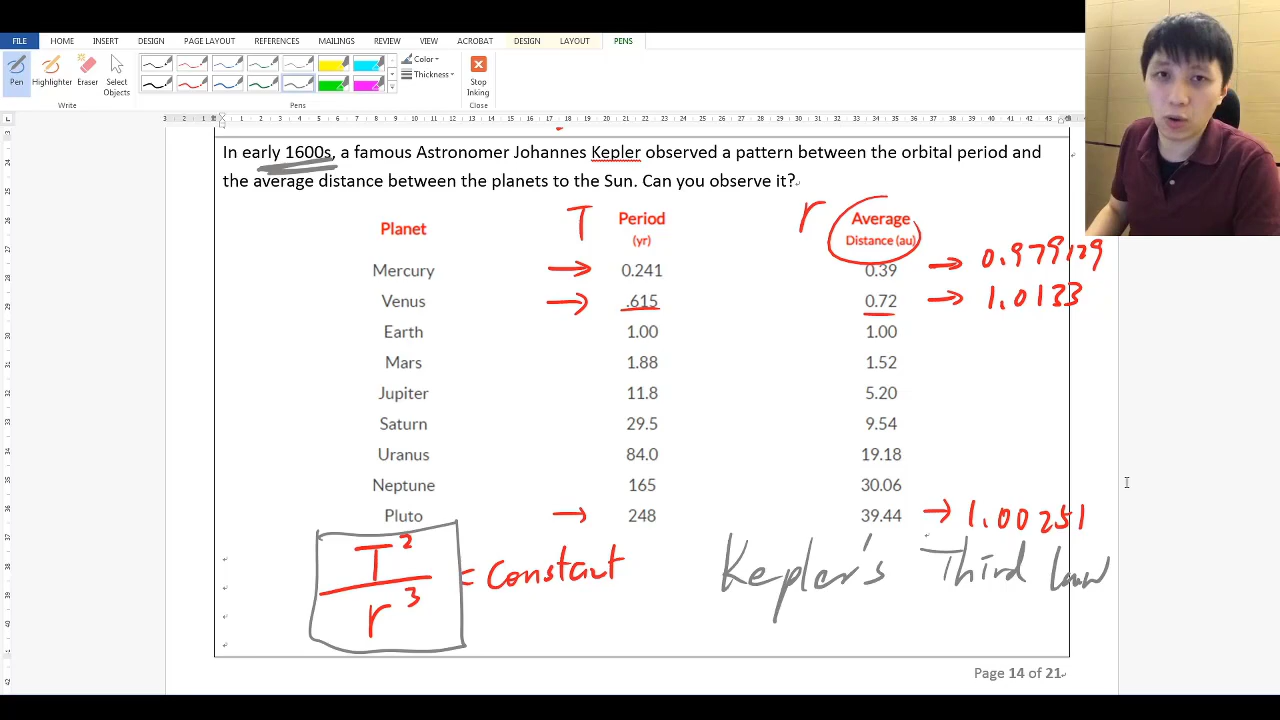 FILE HOME INSERT DESIGN PAGE LAYOUT REFERENCES MAILINGS REVIEW VIEW ACROBAT DESIGN LAYOUT PENS
Pen Highlighter Eraser Select Objects
Color
Thickness
Stop Inking
Write Pens Close
In early 1600s, a famous Astronomer Johannes Kepler observed a pattern between the orbital period and
the average distance between the planets to the Sun. Can you observe it?
Planet T Period (yr) r Average Distance (au)
Mercury → 0.241 0.39 → 0.979129
Venus → .615 0.72 → 1.0133
Earth 1.00 1.00
Mars 1.88 1.52
Jupiter 11.8 5.20
Saturn 29.5 9.54
Uranus 84.0 19.18
Neptune 165 30.06
Pluto → 248 39.44 → 1.00251
T² / r³ = constant Kepler's Third Law
Page 14 of 21